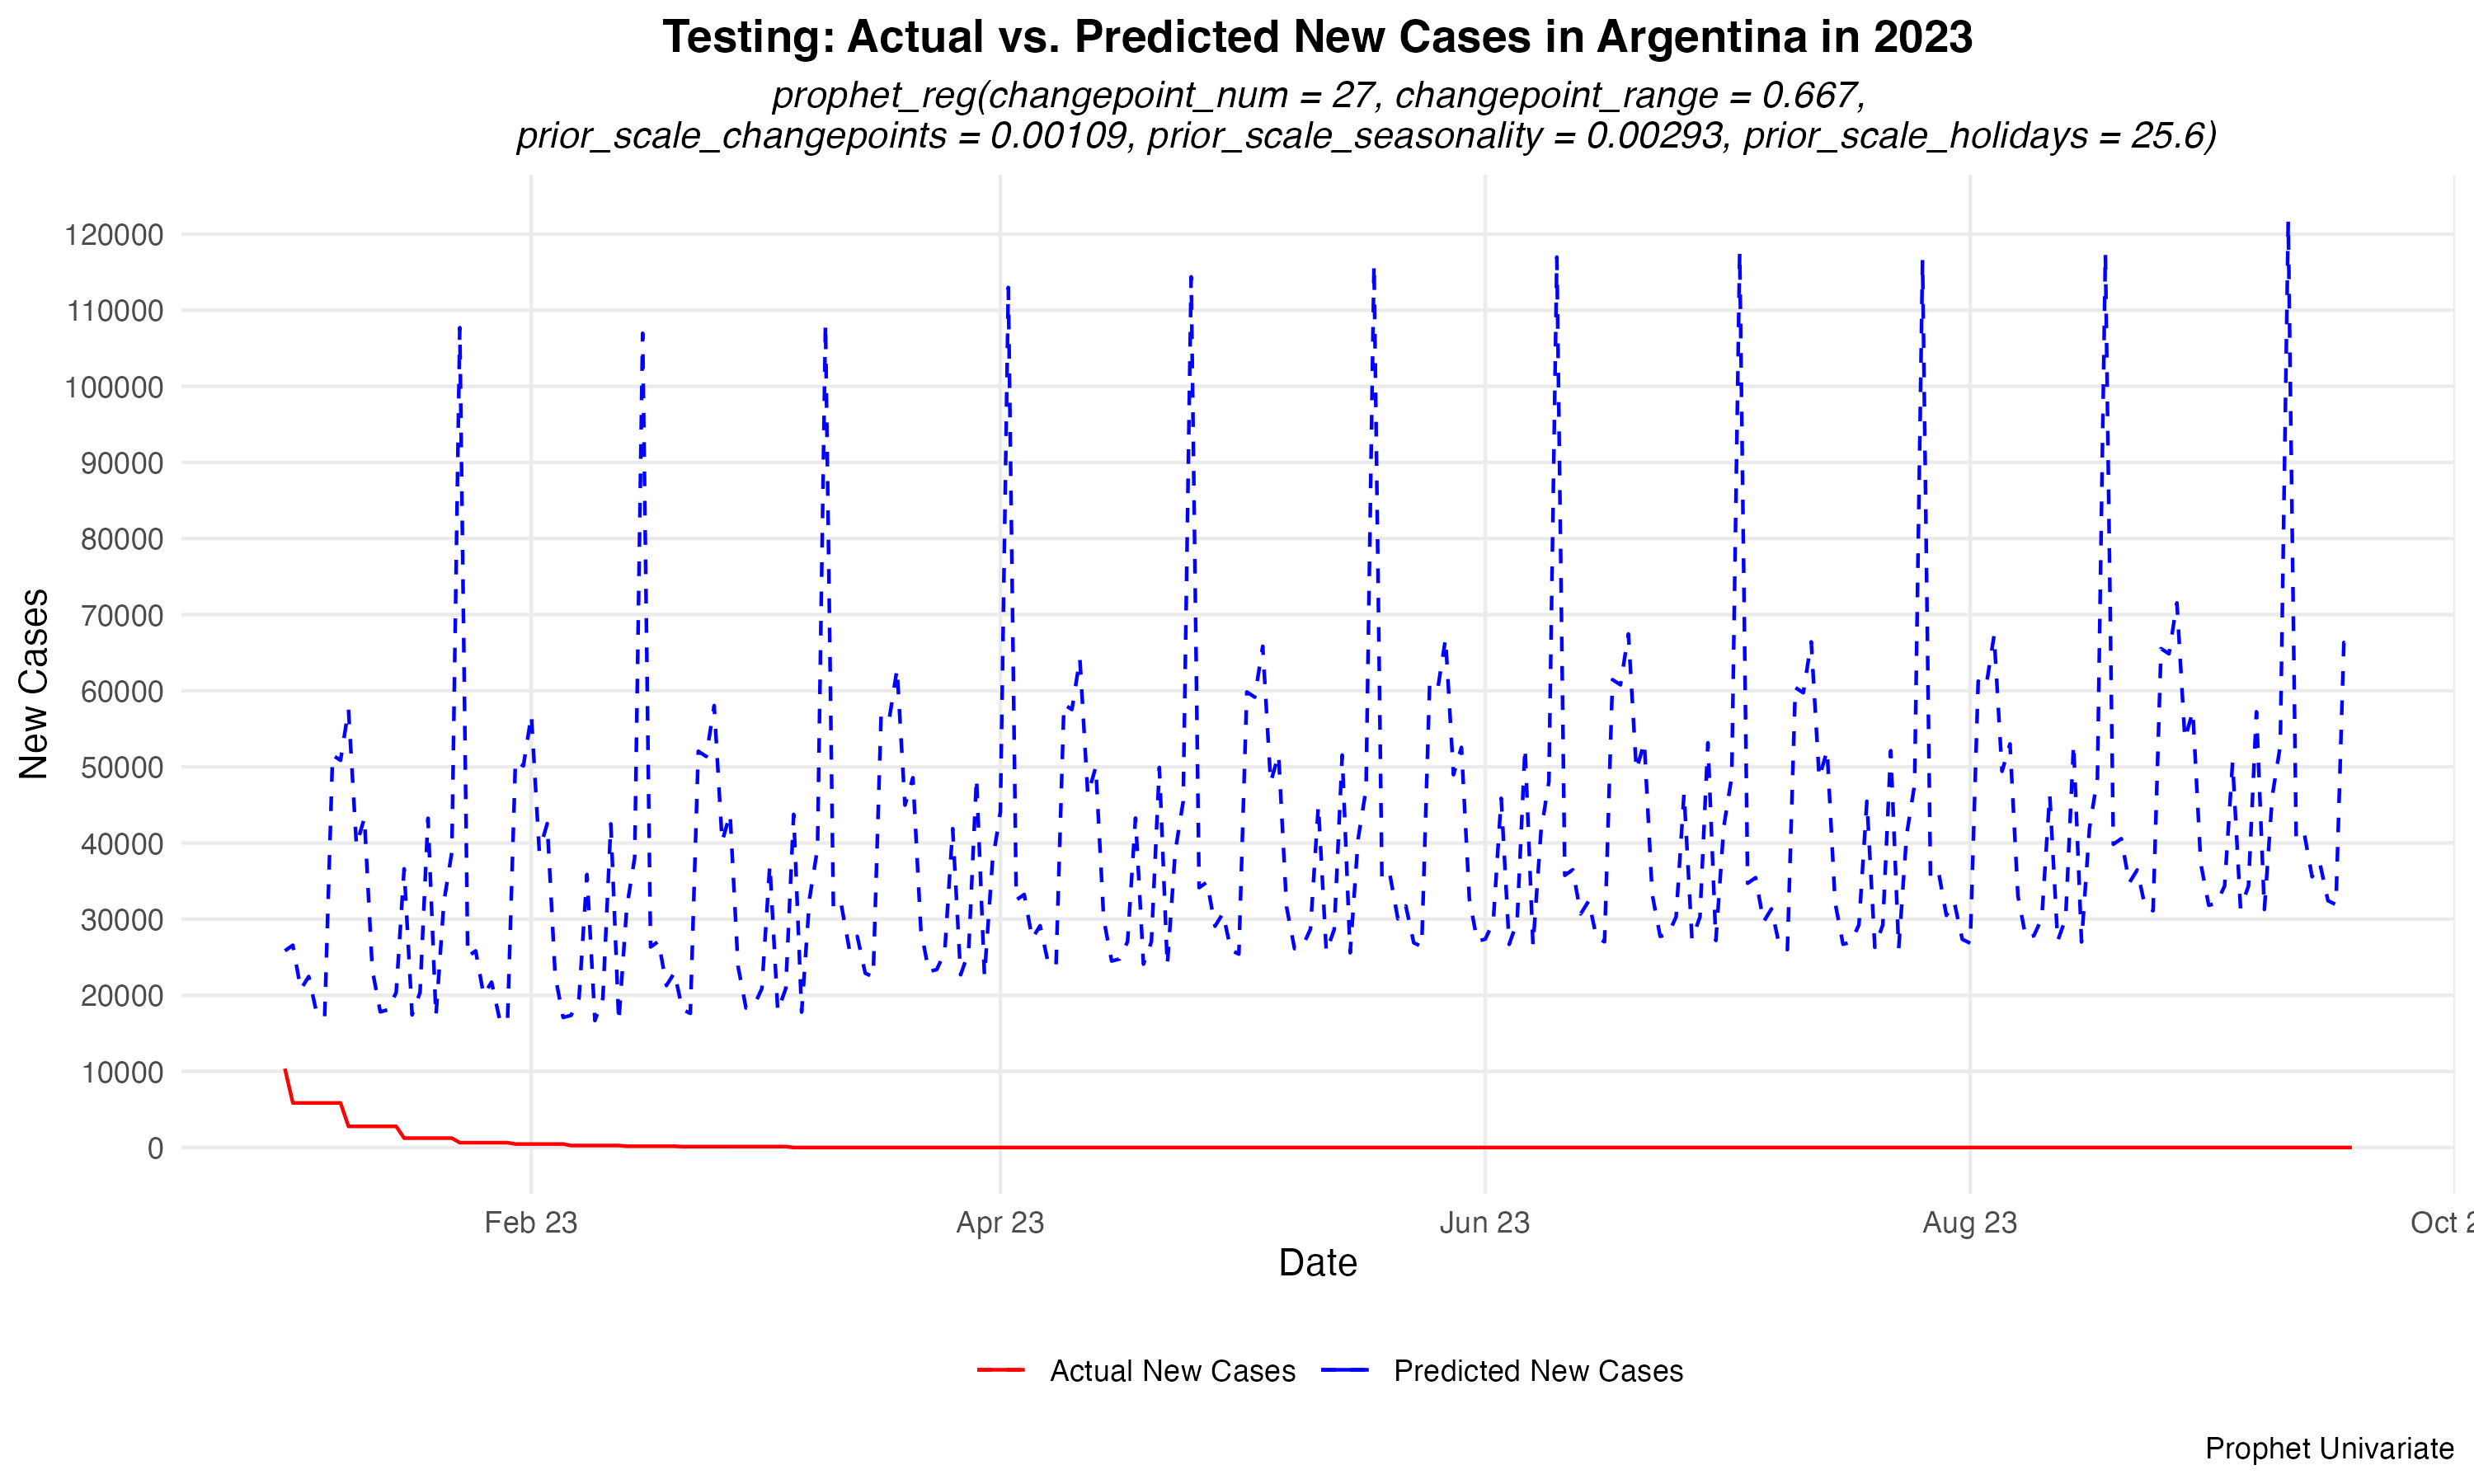 Testing: Actual vs. Predicted New Cases in Argentina in 2023
prophet_reg(changepoint_num = 27, changepoint_range = 0.667,
prior_scale_changepoints = 0.00109, prior_scale_seasonality = 0.00293, prior_scale_holidays = 25.6)
New Cases
120000
110000
100000
90000
80000
70000
60000
50000
40000
30000
20000
10000
0
Feb 23 Apr 23 Jun 23 Aug 23 Oct 2
Date
Actual New Cases Predicted New Cases
Prophet Univariate